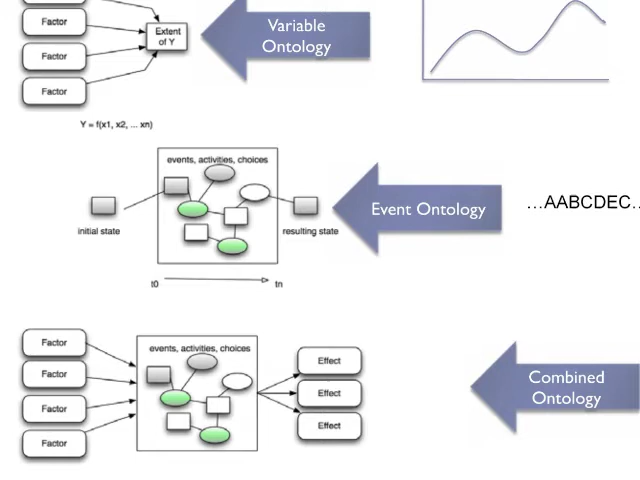 Factor
Extent
of Y
Variable
Ontology
Factor
Factor
Y = f(x1, x2, ... xn)
events, activities, choices
Event Ontology
...AABCDEC..
initial state
resulting state
t0
tn
Factor
events, activities, choices
Effect
Factor
Effect
Combined
Ontology
Factor
Effect
Factor